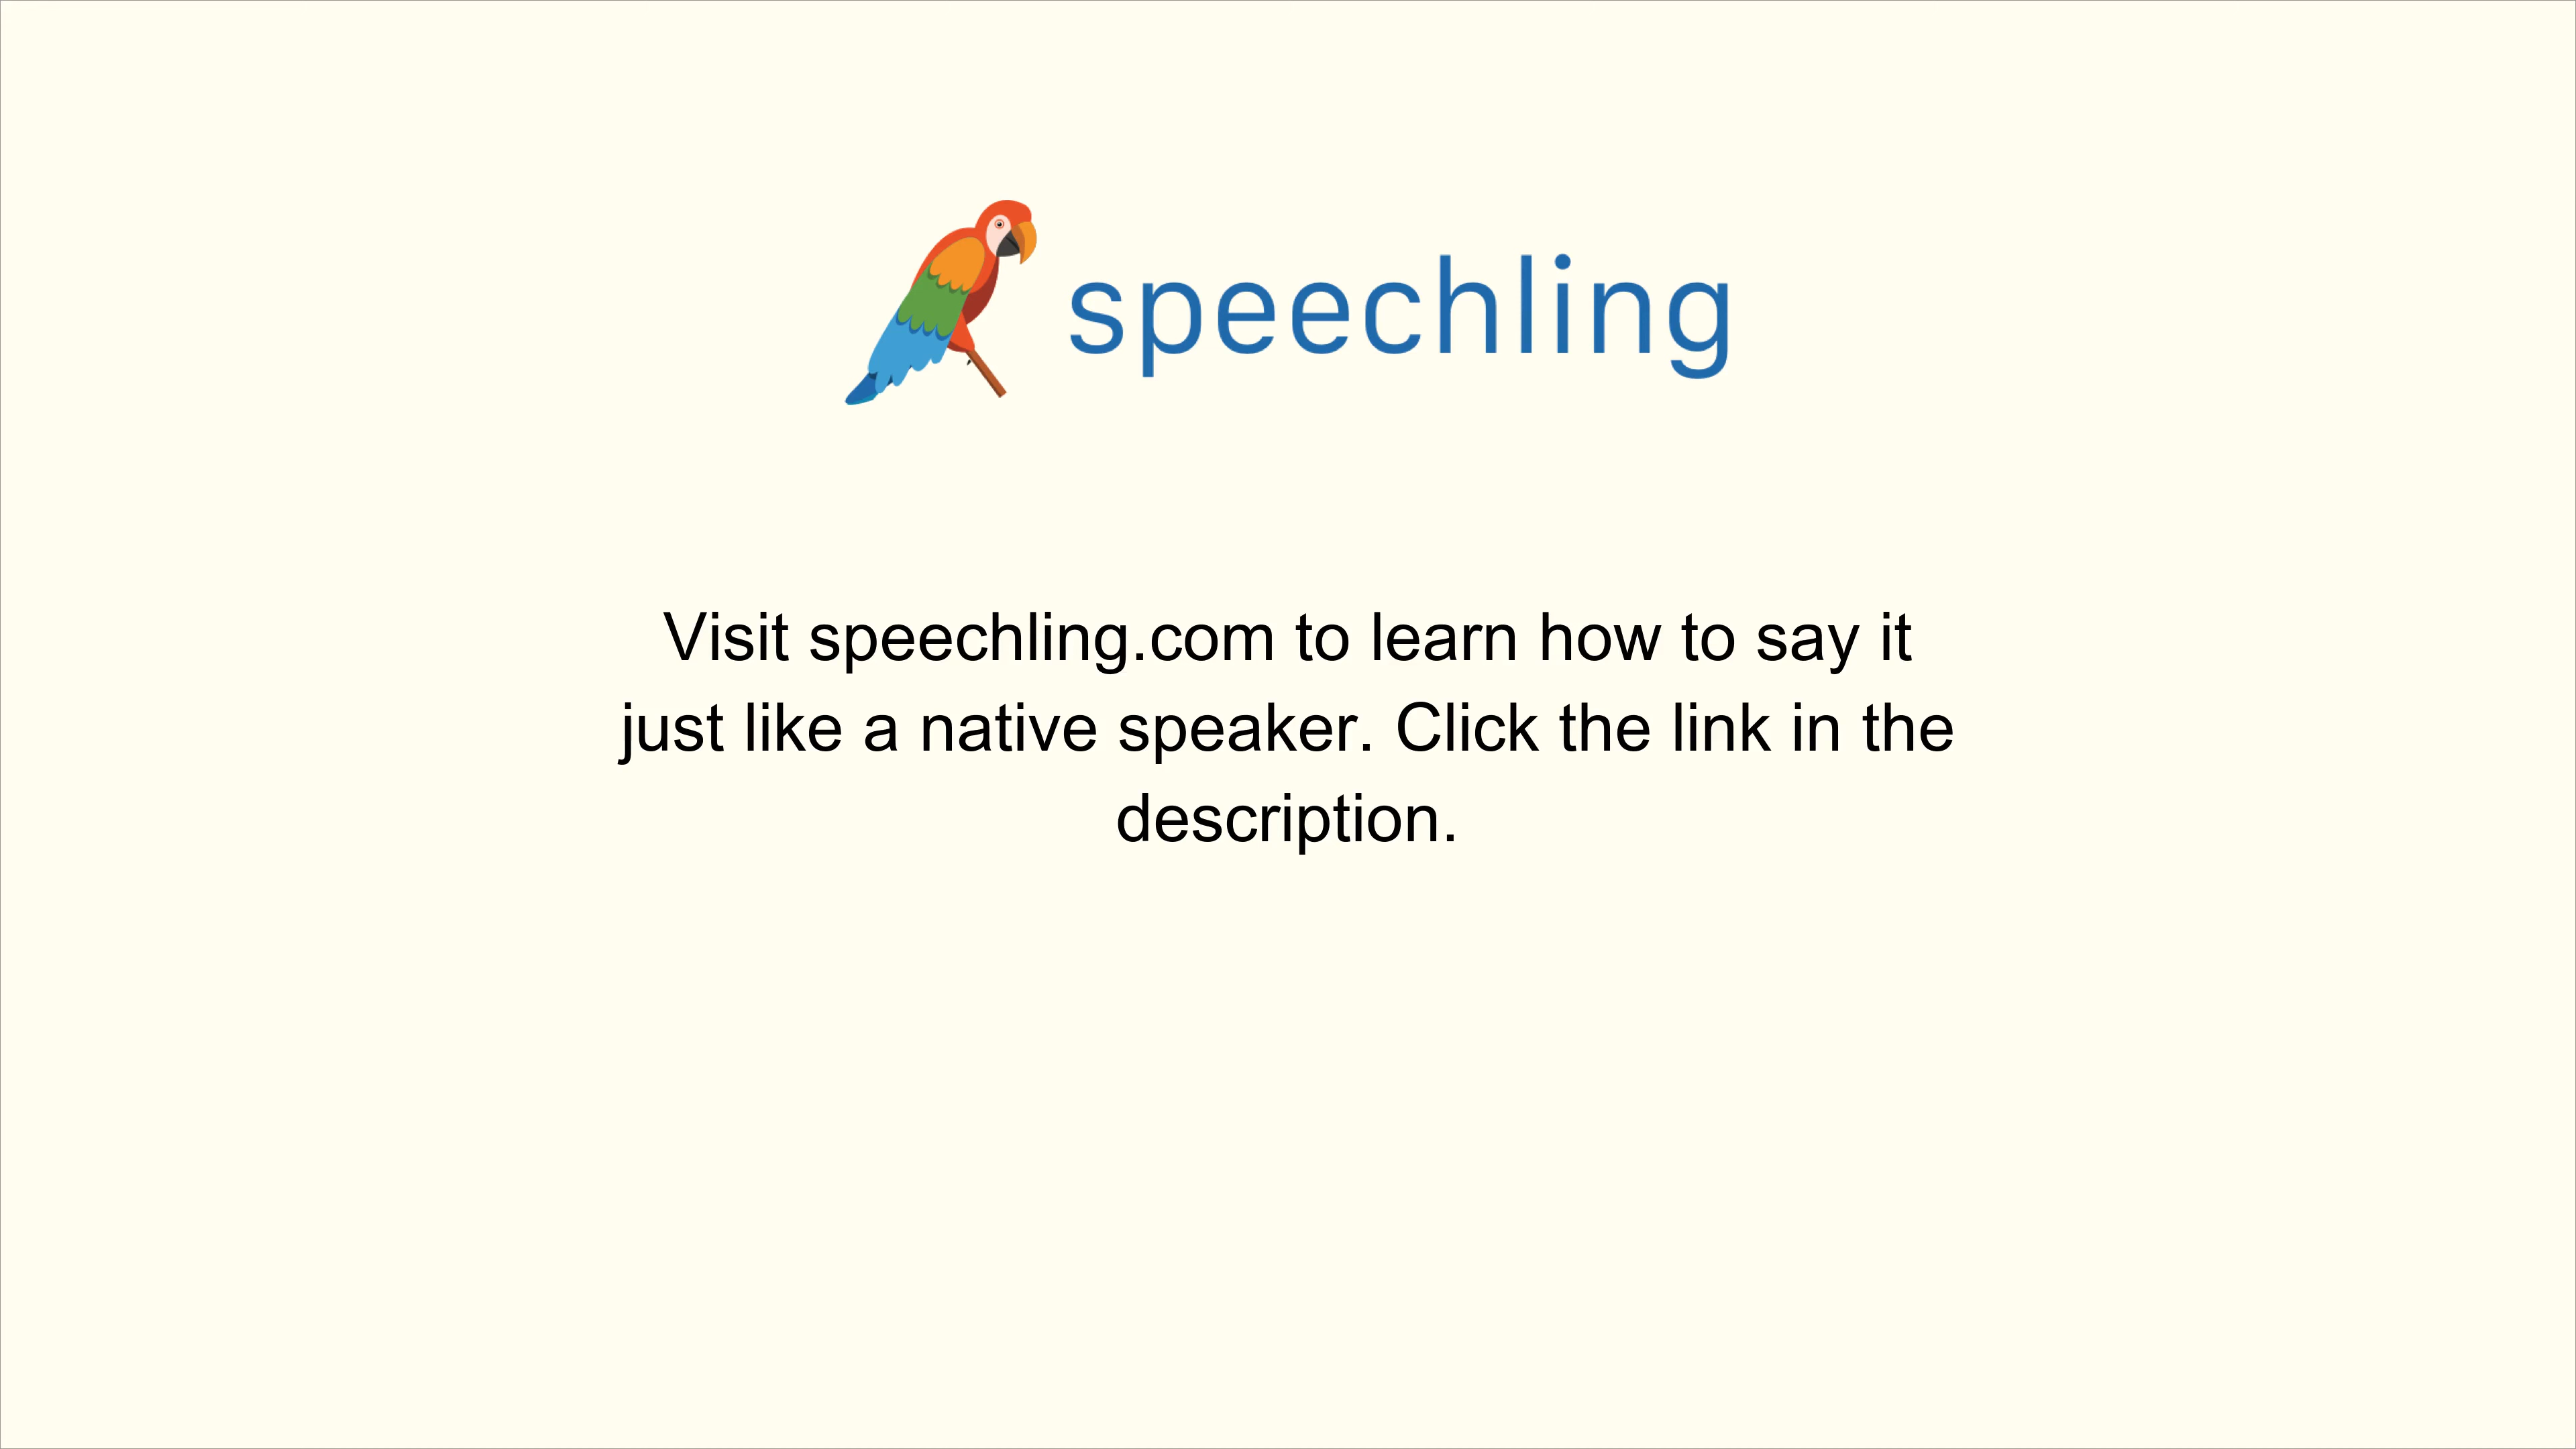 speechling
Visit speechling.com to learn how to say it
just like a native speaker. Click the link in the
description.